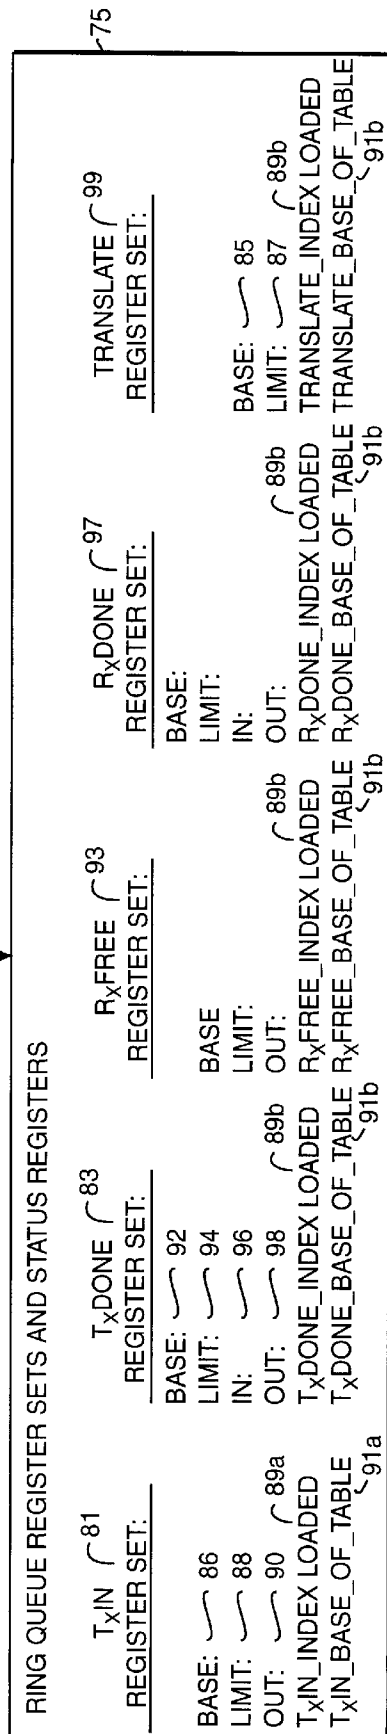 75
RING QUEUE REGISTER SETS AND STATUS REGISTERS
TxIN 81
REGISTER SET:
BASE: 86
LIMIT: 88
OUT: 90 89a
TxIN_INDEX LOADED
TxIN_BASE_OF_TABLE
91a
TxDONE 83
REGISTER SET:
BASE: 92
LIMIT: 94
IN: 96
OUT: 98 89b
TxDONE_INDEX LOADED
TxDONE_BASE_OF_TABLE
91b
RxFREE 93
REGISTER SET:
BASE
LIMIT:
OUT: 89b
RxFREE_INDEX LOADED
RxFREE_BASE_OF_TABLE
91b
RxDONE 97
REGISTER SET:
BASE:
LIMIT:
IN:
OUT: 89b
RxDONE_INDEX LOADED
RxDONE_BASE_OF_TABLE
91b
TRANSLATE 99
REGISTER SET:
BASE: 85
LIMIT: 87 89b
TRANSLATE_INDEX LOADED
TRANSLATE_BASE_OF_TABLE
91b